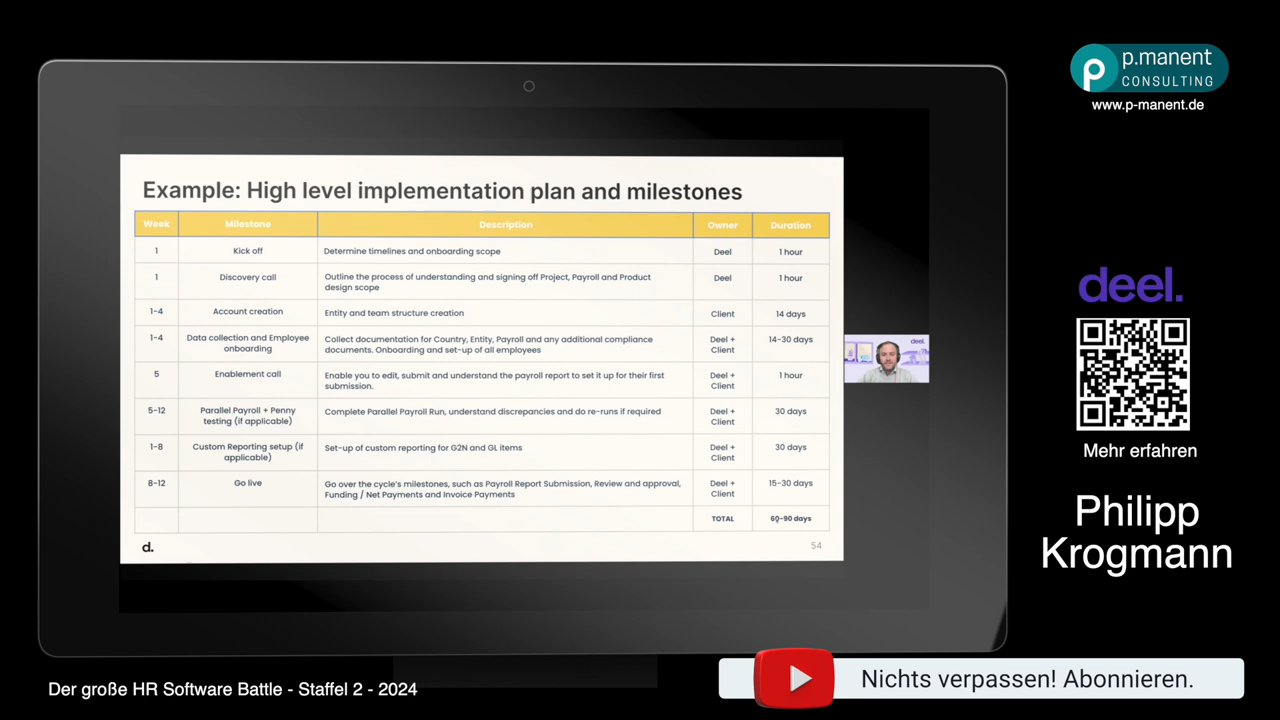 p.manent
CONSULTING
www.p-manent.de
Example: High level implementation plan and milestones
Week Milestone Description Owner Duration
1 Kick off Determine timelines and onboarding scope Deel 1 hour
1 Discovery call Outline the process of understanding and signing off Project, Payroll and Product Deel 1 hour
design scope
1-4 Account creation Entity and team structure creation Client 14 days
1-4 Data collection and Employee Collect documentation for Country, Entity, Payroll and any additional compliance Deel + 14-30 days
onboarding documents. Onboarding and set-up of all employees Client
5 Enablement call Enable you to edit, submit and understand the payroll report to set it up for their first Deel + 1 hour
submission. Client
5-12 Parallel Payroll + Penny Complete Parallel Payroll Run, understand discrepancies and do re-runs if required Deel + 30 days
testing (if applicable) Client
1-8 Custom Reporting setup (if Set-up of custom reporting for G2N and GL items Deel + 30 days
applicable) Client
8-12 Go live Go over the cycle's milestones, such as Payroll Report Submission, Review and approval, Deel + 15-30 days
Funding / Net Payments and Invoice Payments Client
TOTAL 60-90 days
d. 54
deel.
deel.
Mehr erfahren
Philipp
Krogmann
Der große HR Software Battle - Staffel 2 - 2024
Nichts verpassen! Abonnieren.